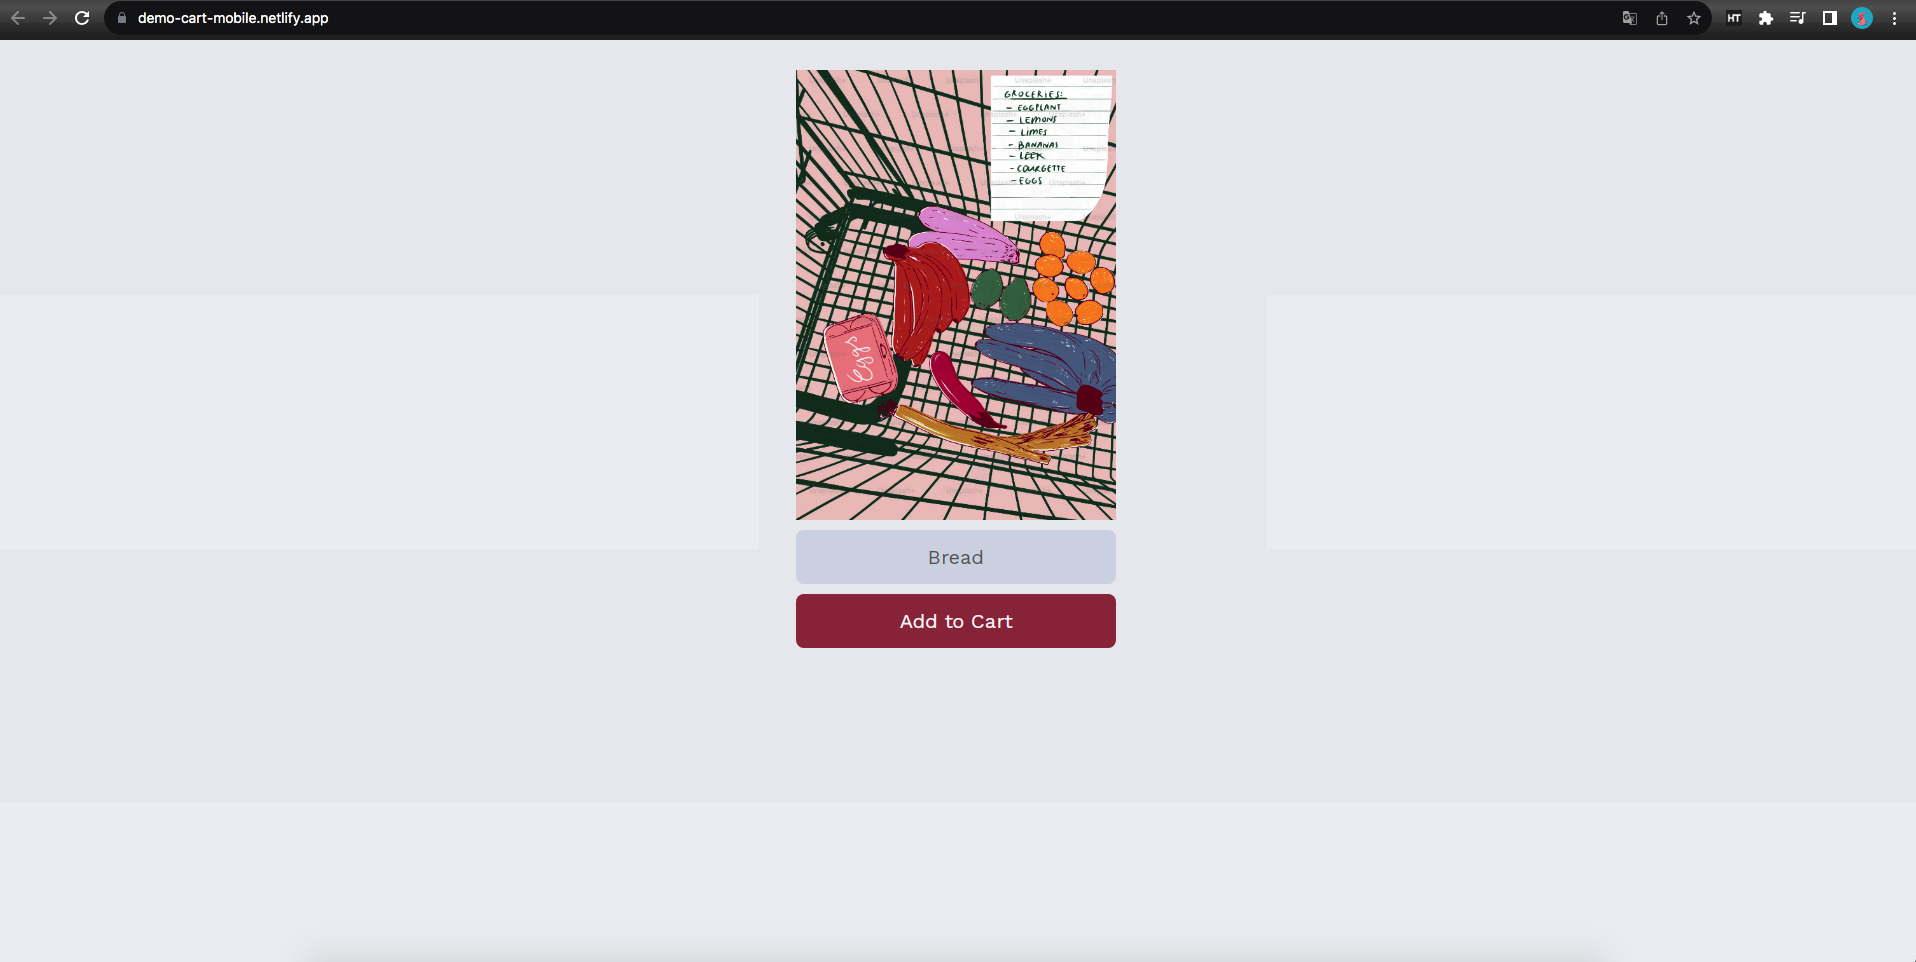 demo-cart-mobile.netlify.app
HT
Unsplash+
GROCERIES:
- EGGPLANT
- LEMONS
- LIMES
- BANANAS
- LEEK
- COURGETTE
- EGGS
Eggs
Bread
Add to Cart